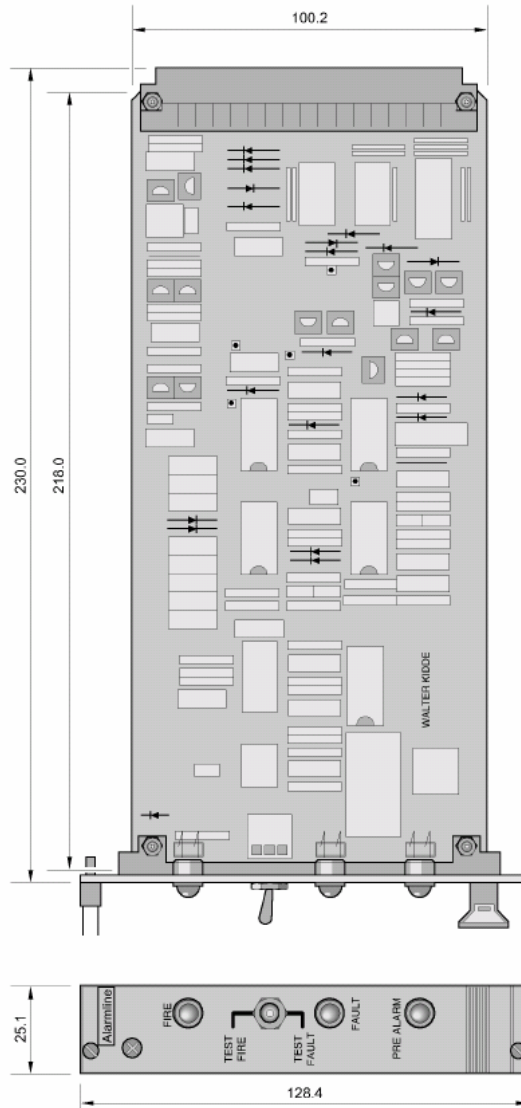 100.2
230.0
218.0
WALTER KIDDE
25.1
Alarmline
FIRE
TEST
FIRE
TEST
FAULT
FAULT
PRE ALARM
128.4